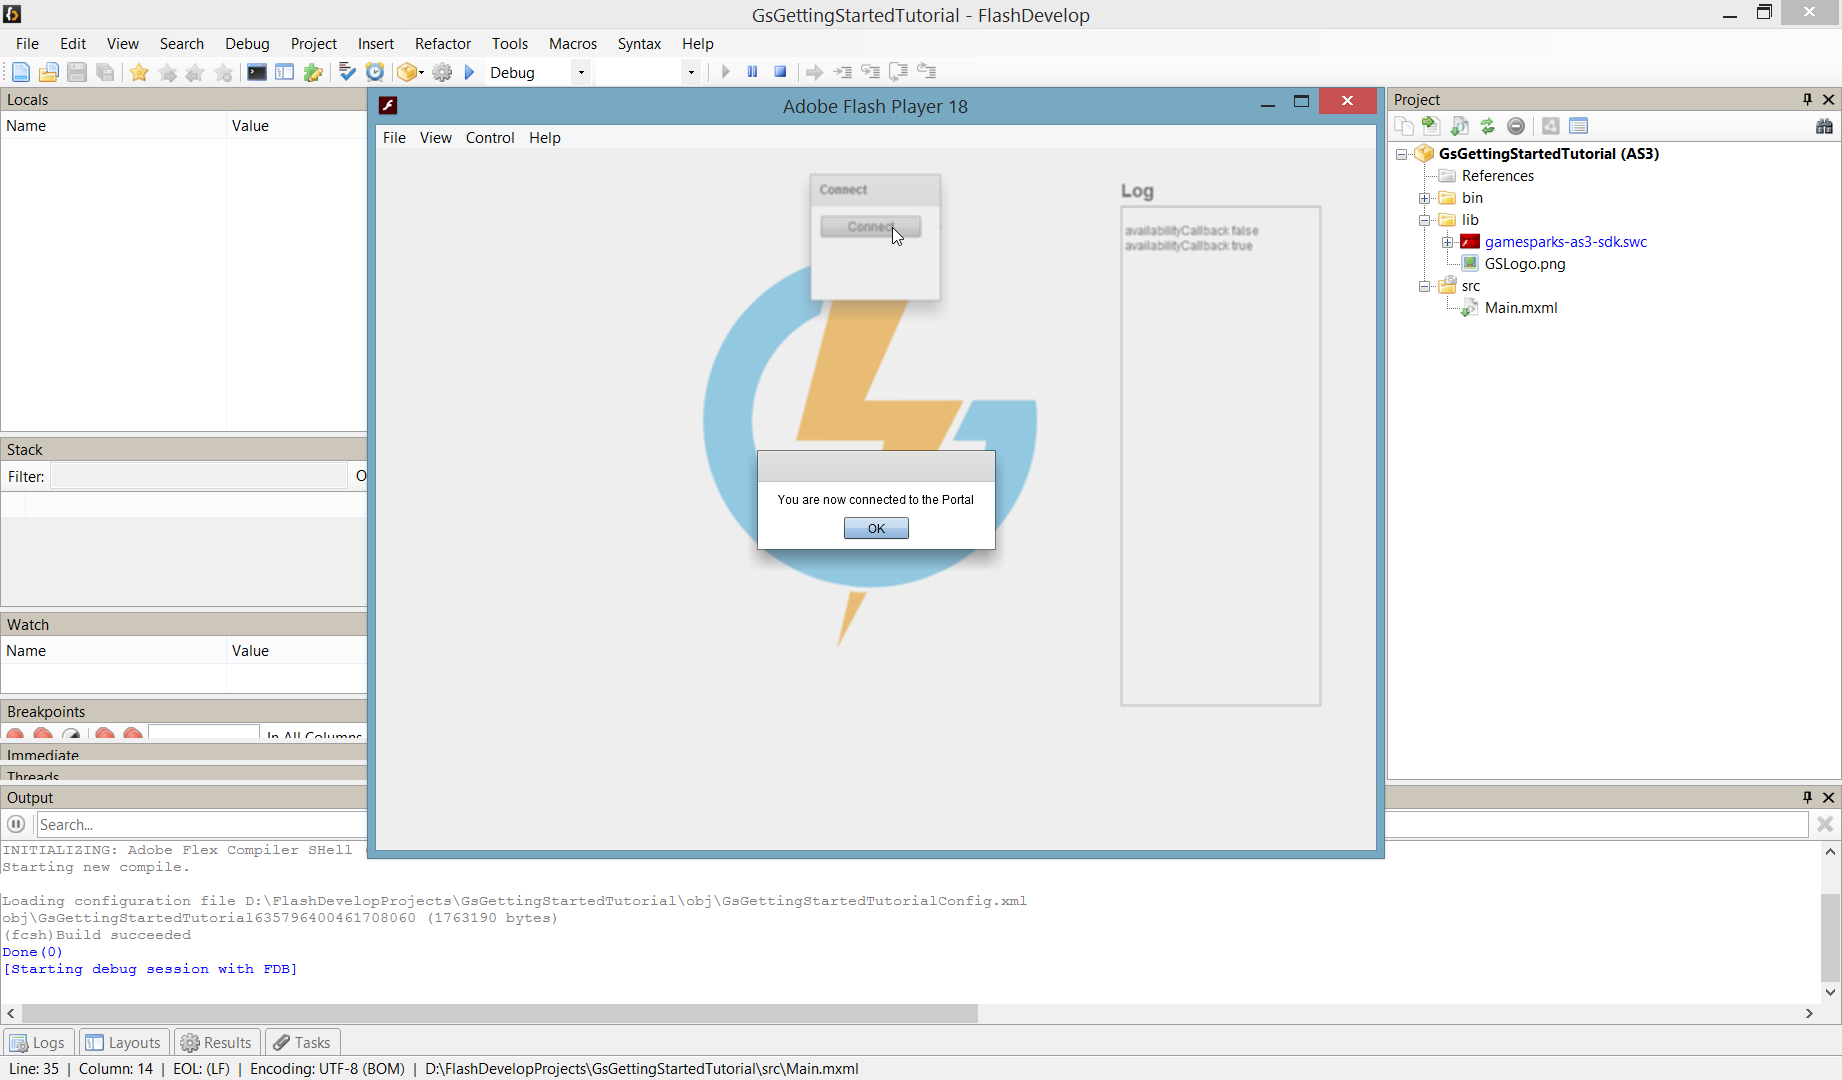 GsGettingStartedTutorial - FlashDevelop
File Edit View Search Debug Project Insert Refactor Tools Macros Syntax Help
Debug
Locals
Name Value
Stack
Filter:
Watch
Name Value
Breakpoints
In All Columns
Immediate
Threads
Adobe Flash Player 18
File View Control Help
Connect
Connect
Log
availabilityCallback false
availabilityCallback true
You are now connected to the Portal
OK
Project
GsGettingStartedTutorial (AS3)
References
bin
lib
gamesparks-as3-sdk.swc
GSLogo.png
src
Main.mxml
Output
Search...
INITIALIZING: Adobe Flex Compiler SHell
Starting new compile.
Loading configuration file D:\FlashDevelopProjects\GsGettingStartedTutorial\obj\GsGettingStartedTutorialConfig.xml
obj\GsGettingStartedTutorial635796400461708060 (1763190 bytes)
(fcsh)Build succeeded
Done(0)
[Starting debug session with FDB]
Logs Layouts Results Tasks
Line: 35 | Column: 14 | EOL: (LF) | Encoding: UTF-8 (BOM) | D:\FlashDevelopProjects\GsGettingStartedTutorial\src\Main.mxml